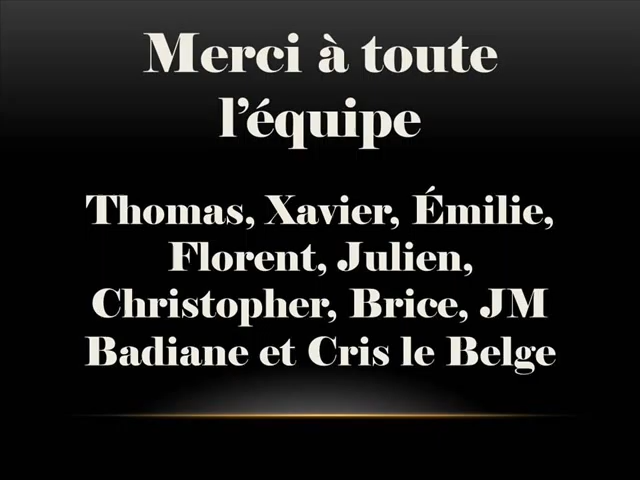 Merci à toute
l’équipe
Thomas, Xavier, Émilie,
Florent, Julien,
Christopher, Brice, JM
Badiane et Cris le Belge